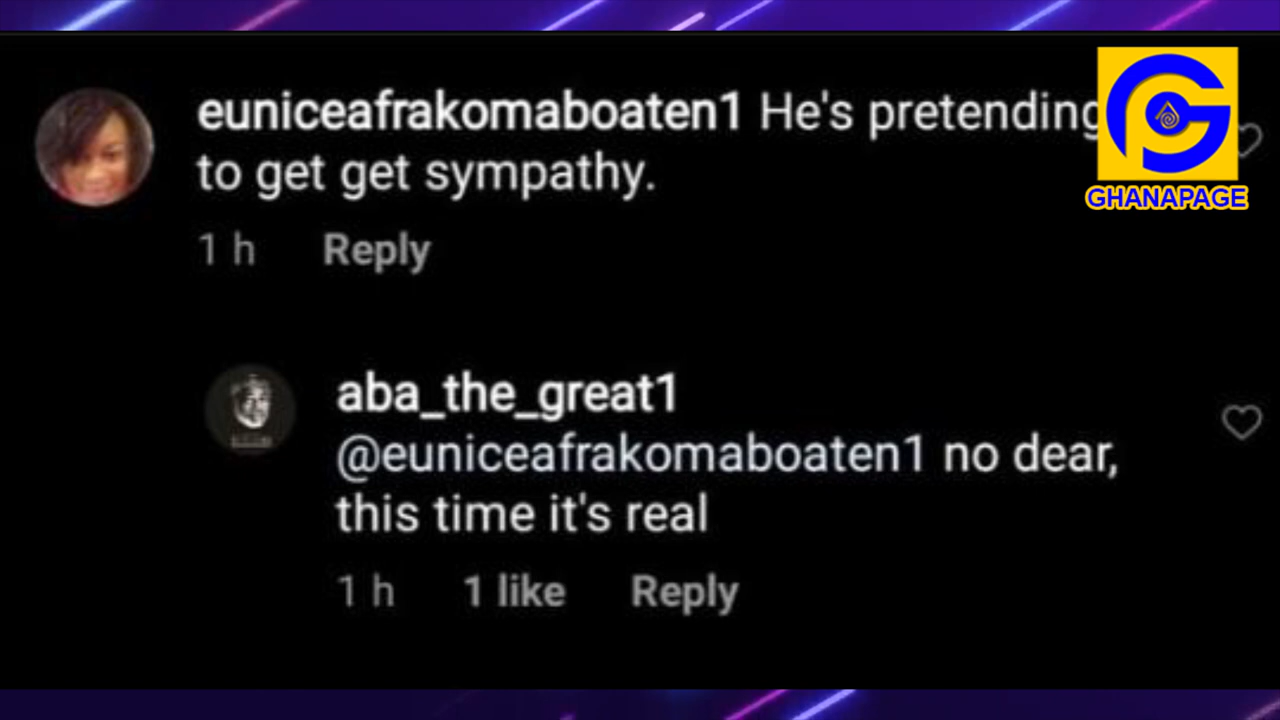 euniceafrakomaboaten1 He's pretending
to get get sympathy.
1 h Reply
GHANAPAGE
aba_the_great1
@euniceafrakomaboaten1 no dear,
this time it's real
1 h 1 like Reply